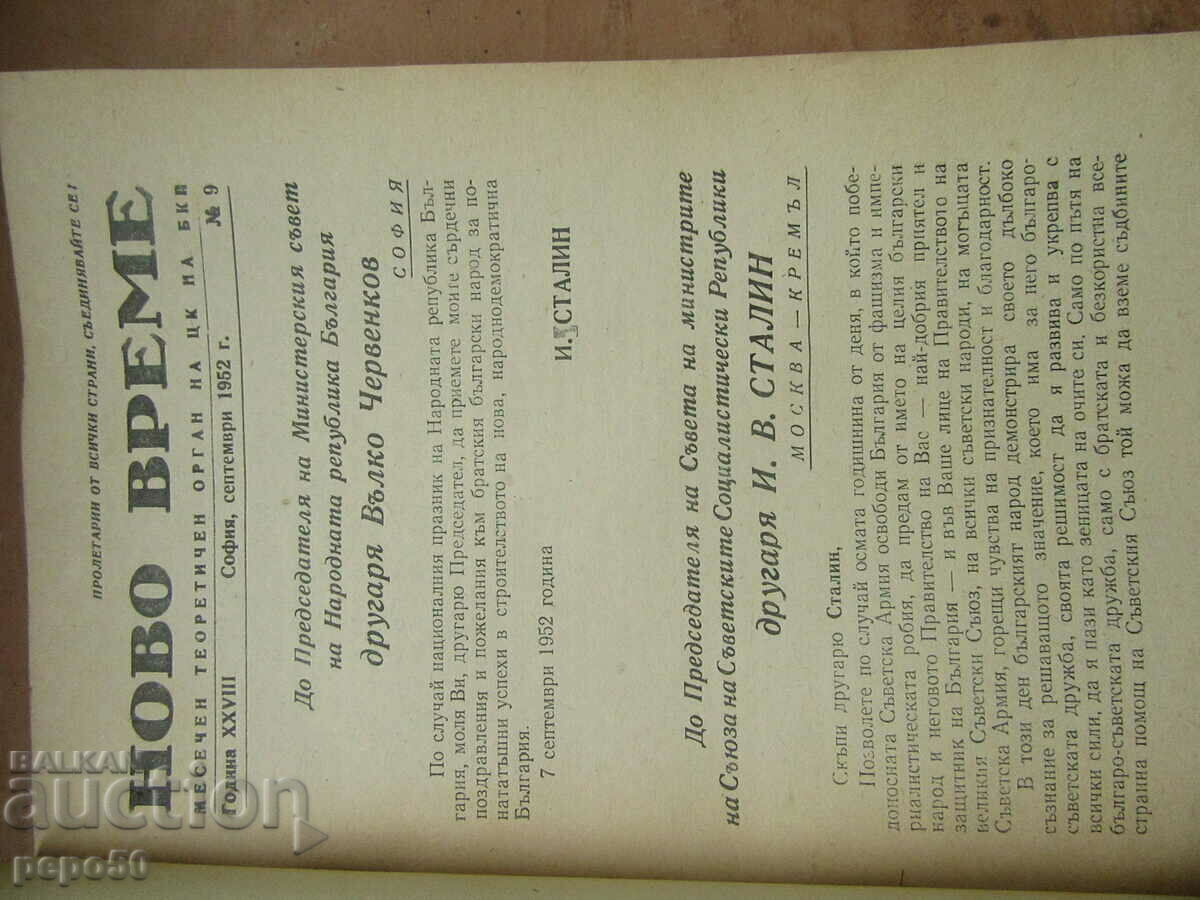 ПРОЛЕТАРИИ ОТ ВСИЧКИ СТРАНИ, СЪЕДИНЯВАЙТЕ СЕ!
НОВО ВРЕМЕ
МЕСЕЧЕН ТЕОРЕТИЧЕН ОРГАН НА ЦК НА БКП
Година XXVIII София, септември 1952 г. № 9
До Председателя на Министерския съвет
на Народната република България
другаря Вълко Червенков
СОФИЯ
По случай националния празник на Народната република Бъл-
гария, моля Ви, другарю Председател, да приемете моите сърдечни
поздравления и пожелания към братския български народ за по-
нататъшни успехи в строителството на нова, народнодемократична
България.
7 септември 1952 година
И. СТАЛИН
До Председателя на Съвета на министрите
на Съюза на Съветските Социалистически Републики
другаря И. В. СТАЛИН
МОСКВА — КРЕМЪЛ
Скъпи другарю Сталин,
Позволете по случай осмата годишнина от деня, в който побе-
доносната Съветска Армия освободи България от фашизма и импе-
риалистическата робия, да предам от името на целия български
народ и неговото Правителство на Вас — най-добрия приятел и
защитник на България — и във Ваше лице на Правителството на
великия Съветски Съюз, на всички съветски народи, на могъщата
Съветска Армия, горещи чувства на признателност и благодарност.
В този ден българският народ демонстрира своето дълбоко
съзнание за решаващото значение, което има за него българо-
съветската дружба, своята решимост да я развива и укрепва с
всички сили, да я пази като зеницата на очите си. Само по пътя на
българо-съветската дружба, само с братската и безкористна все-
странна помощ на Съветския Съюз той можа да вземе съдбините
BALKAN
auction
pepo50